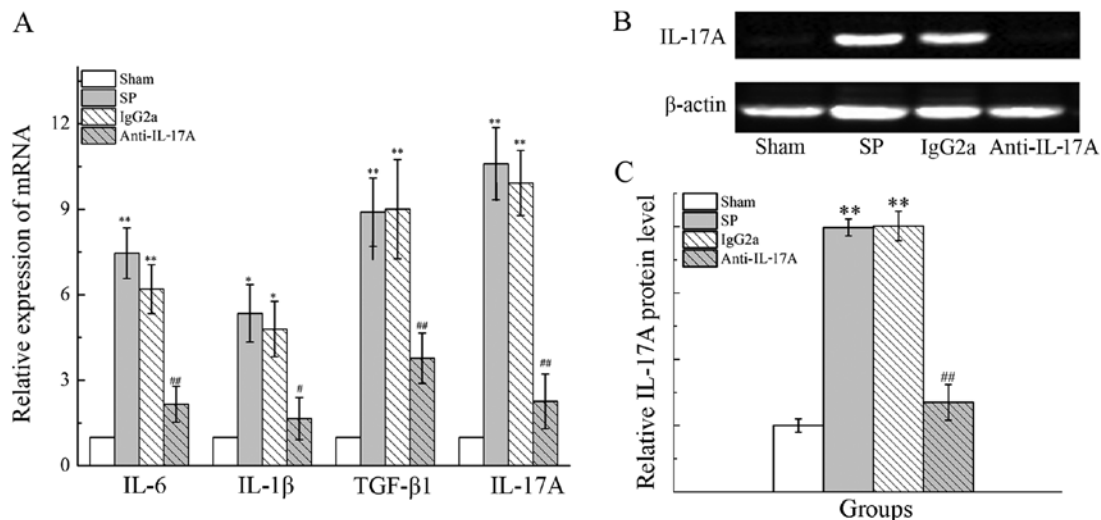 A
Relative expression of mRNA
12
9
6
3
0
Sham
SP
IgG2a
Anti-IL-17A
**
**
##
*
*
#
**
**
##
**
**
##
IL-6 IL-1β TGF-β1 IL-17A
B
IL-17A
β-actin
Sham SP IgG2a Anti-IL-17A
C
Relative IL-17A protein level
Sham
SP
IgG2a
Anti-IL-17A
**
**
##
Groups